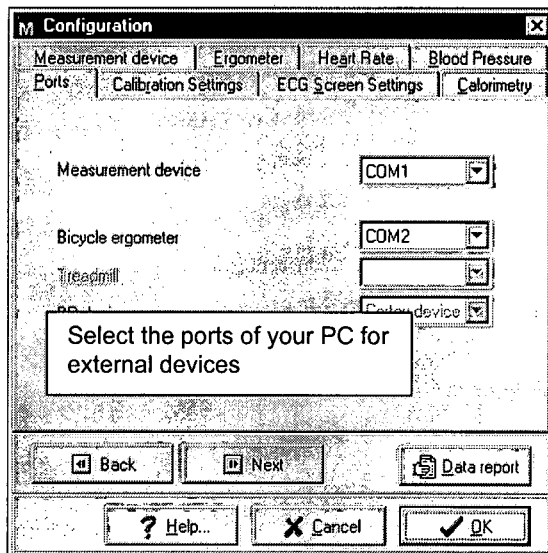 M Configuration
Measurement device Ergometer Heart Rate Blood Pressure
Ports Calibration Settings ECG Screen Settings Calorimetry
Measurement device COM1
Bicycle ergometer COM2
Treadmill
device
Select the ports of your PC for
external devices
Back Next Data report
? Help... Cancel OK